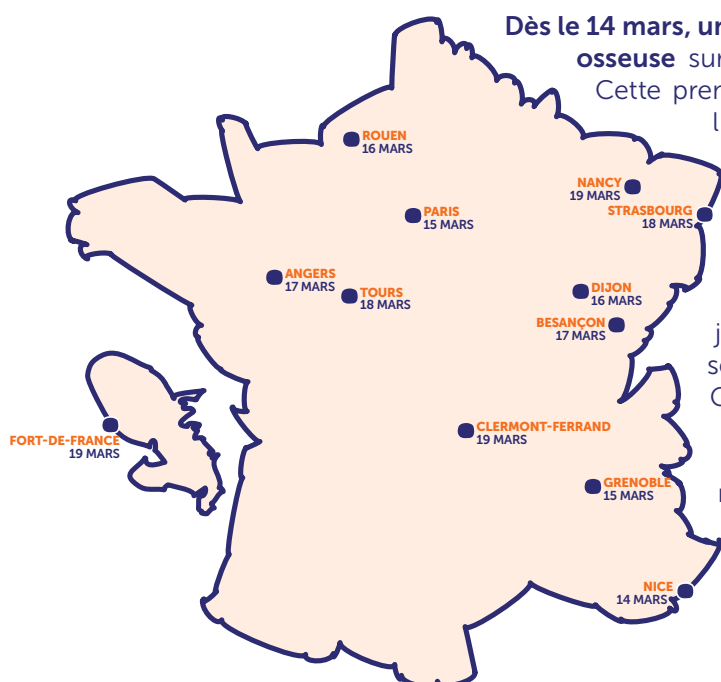 Dès le 14 mars,
osseuse sur
Cette
ROUEN
16 MARS
NANCY
19 MARS
STRASBOURG
18 MARS
PARIS
15 MARS
ANGERS
17 MARS
TOURS
18 MARS
DIJON
16 MARS
BESANÇON
17 MARS
FORT-DE-FRANCE
19 MARS
CLERMONT-FERRAND
19 MARS
GRENOBLE
15 MARS
NICE
14 MARS